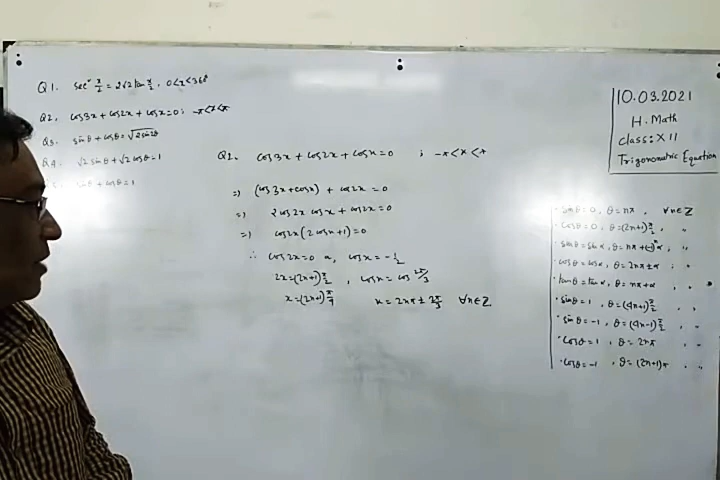 Q1. sec² x/2 = 2√2 tan x/2, 0<x<360°
Q2. cos3x + cos2x + cosx=0; -π<x<π
Q3. sinθ + cosθ = √2sin2θ
Q4. √2 sinθ + √2 cosθ = 1
sinθ + cosθ = 1
Q2. cos3x + cos2x + cosx = 0 ; -π<x<π
=) (cos3x + cosx) + cos2x = 0
=) 2cos2x cosx + cos2x = 0
=) cos2x (2cosx + 1) = 0
∴ cos2x = 0 or, cosx = -1/2
2x = (2n+1)π/2 , cosx = cos 2π/3
x = (2n+1)π/4 x = 2nπ ± 2π/3 ∀n∈Z
10.03.2021
H. Math
class: XII
Trigonometric Equation
· sinθ = 0, θ = nπ, ∀n∈Z
· cosθ = 0, θ = (2n+1)π/2, "
· sinθ = sinα, θ = nπ + (-1)ⁿα, "
· cosθ = cosα, θ = 2nπ ± α ; "
· tanθ = tanα, θ = nπ + α , "
· sinθ = 1 , θ = (4n+1)π/2 , "
· sinθ = -1, θ = (4n-1)π/2 , "
· cosθ = 1 , θ = 2nπ , "
· cosθ = -1 , θ = (2n+1)π , "